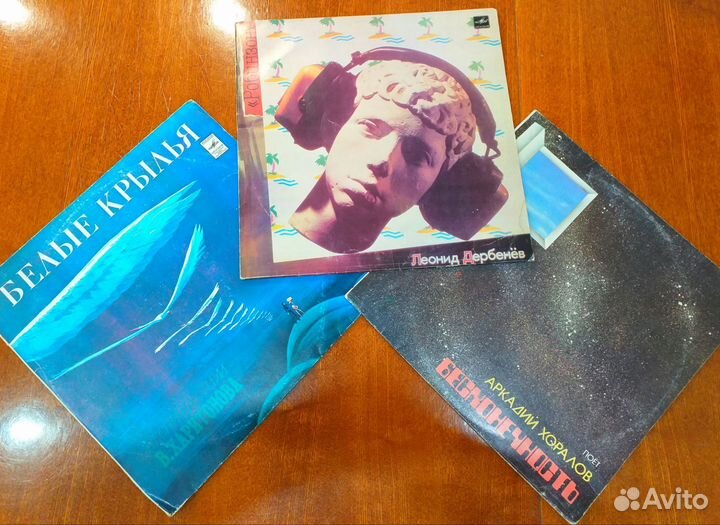 БЕЛЫЕ КРЫЛЬЯ
В. ХАРИТОНОВА
Леонид Дербенёв
ПОЁТ
АРКАДИЙ ХОРАЛОВ
БЕСКОНЕЧНОСТЬ
Avito